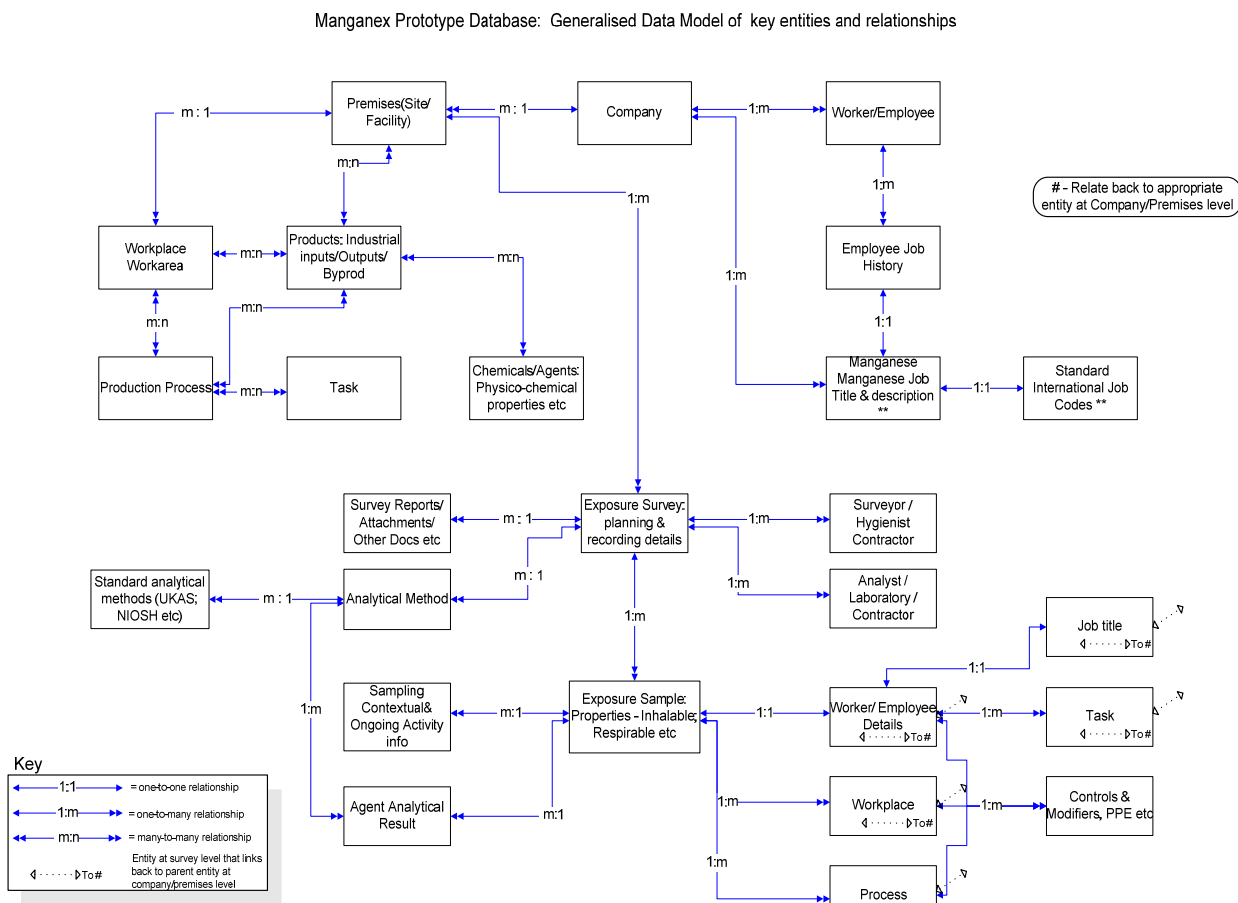 Manganex Prototype Database:  Generalised Data Model of  key entities and relationships
Premises(Site/
Facility)
m : 1
Company
1:m
Worker/Employee
m : 1
m:n
1:m
1:m
# - Relate back to appropriate
entity at Company/Premises level
Workplace
Workarea
m:n
Products: Industrial
inputs/Outputs/
Byprod
m:n
Employee Job
History
1:m
m:n
m:n
1:1
Production Process
m:n
Task
Chemicals/Agents:
Physico-chemical
properties etc
Manganese
Manganese Job
Title & description
**
1:1
Standard
International Job
Codes **
Survey Reports/
Attachments/
Other Docs etc
m : 1
Exposure Survey:
planning &
recording details
1:m
Surveyor /
Hygienist
Contractor
m : 1
1:m
Standard analytical
methods (UKAS;
NIOSH etc)
m : 1
Analytical Method
Analyst /
Laboratory /
Contractor
1:m
Job title
To#
1:1
1:m
Sampling
Contextual&
Ongoing Activity
info
m:1
Exposure Sample:
Properties - Inhalable;
Respirable etc
1:1
Worker/ Employee
Details
To#
1:m
Task
To#
Agent Analytical
Result
m:1
1:m
Workplace
To#
1:m
Controls &
Modifiers, PPE etc
1:m
Process
Key
1:1
= one-to-one relationship
1:m
= one-to-many relationship
m:n
= many-to-many relationship
To#
Entity at survey level that links
back to parent entity at
company/premises level